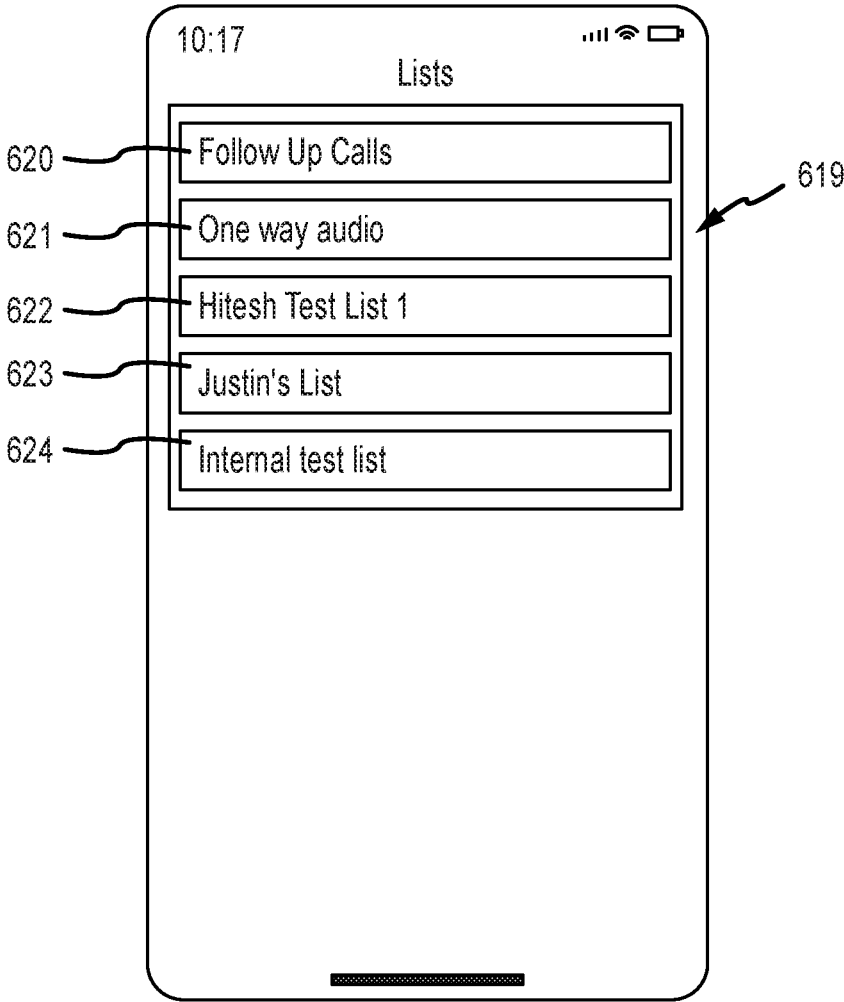 10:17
Lists
620 Follow Up Calls
619
621 One way audio
622 Hitesh Test List 1
623 Justin's List
624 Internal test list